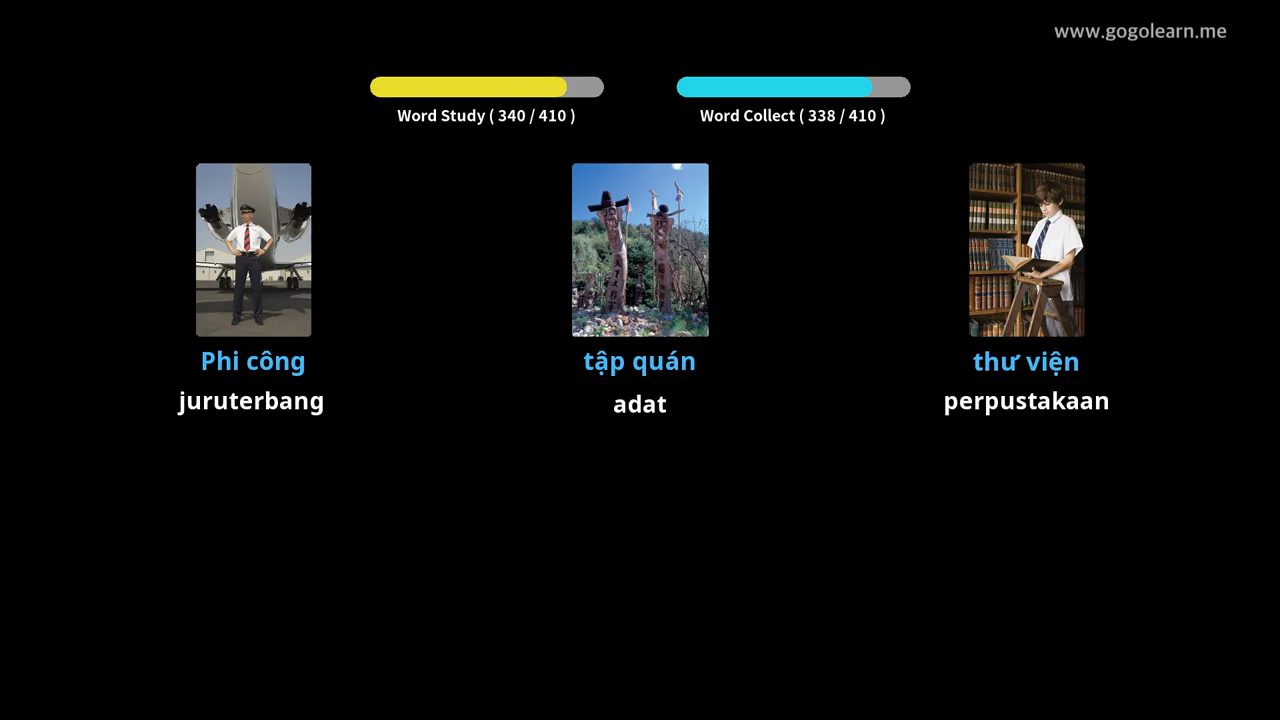 www.gogolearn.me
Word Study ( 340 / 410 )
Word Collect ( 338 / 410 )
Phi công
tập quán
thư viện
juruterbang
adat
perpustakaan